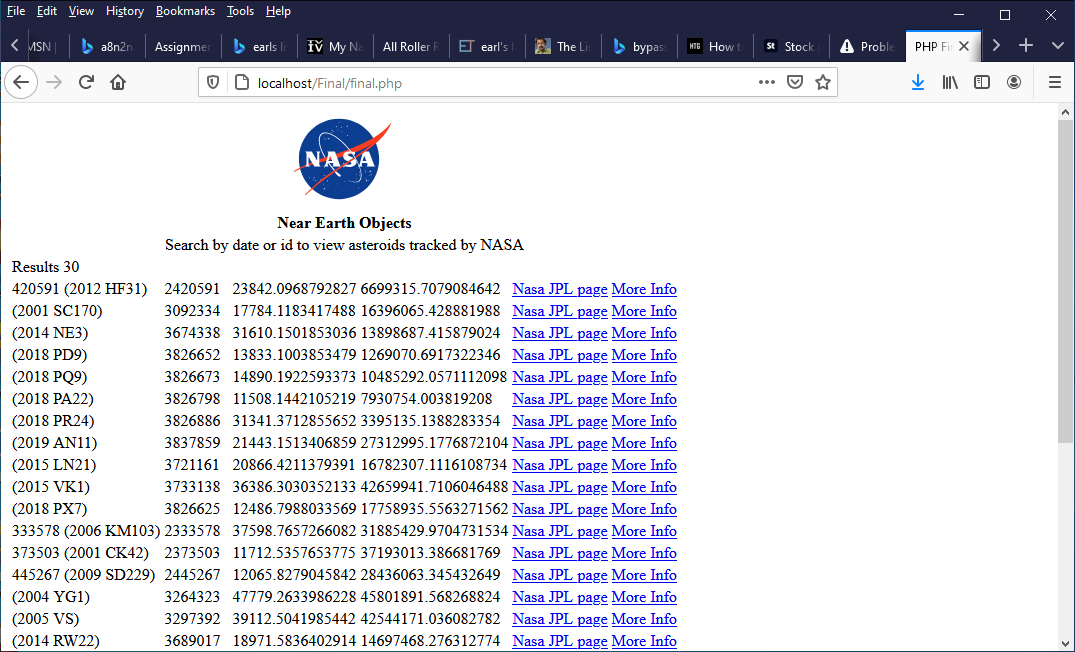 File Edit View History Bookmarks Tools Help
MSN a8n2n Assignmen earls li IV My Na All Roller R ET earl's The Lis bypas HTG How to St Stock Proble PHP Fi
localhost/Final/final.php
NASA
Near Earth Objects
Search by date or id to view asteroids tracked by NASA
Results 30
420591 (2012 HF31) 2420591 23842.0968792827 6699315.7079084642 Nasa JPL page More Info
(2001 SC170) 3092334 17784.1183417488 16396065.428881988 Nasa JPL page More Info
(2014 NE3) 3674338 31610.1501853036 13898687.415879024 Nasa JPL page More Info
(2018 PD9) 3826652 13833.1003853479 1269070.6917322346 Nasa JPL page More Info
(2018 PQ9) 3826673 14890.1922593373 10485292.0571112098 Nasa JPL page More Info
(2018 PA22) 3826798 11508.1442105219 7930754.003819208 Nasa JPL page More Info
(2018 PR24) 3826886 31341.3712855652 3395135.1388283354 Nasa JPL page More Info
(2019 AN11) 3837859 21443.1513406859 27312995.1776872104 Nasa JPL page More Info
(2015 LN21) 3721161 20866.4211379391 16782307.1116108734 Nasa JPL page More Info
(2015 VK1) 3733138 36386.3030352133 42659941.7106046488 Nasa JPL page More Info
(2018 PX7) 3826625 12486.7988033569 17758935.5563271562 Nasa JPL page More Info
333578 (2006 KM103) 2333578 37598.7657266082 31885429.9704731534 Nasa JPL page More Info
373503 (2001 CK42) 2373503 11712.5357653775 37193013.386681769 Nasa JPL page More Info
445267 (2009 SD229) 2445267 12065.8279045842 28436063.345432649 Nasa JPL page More Info
(2004 YG1) 3264323 47779.2633986228 45801891.568268824 Nasa JPL page More Info
(2005 VS) 3297392 39112.5041985442 42544171.036082782 Nasa JPL page More Info
(2014 RW22) 3689017 18971.5836402914 14697468.276312774 Nasa JPL page More Info